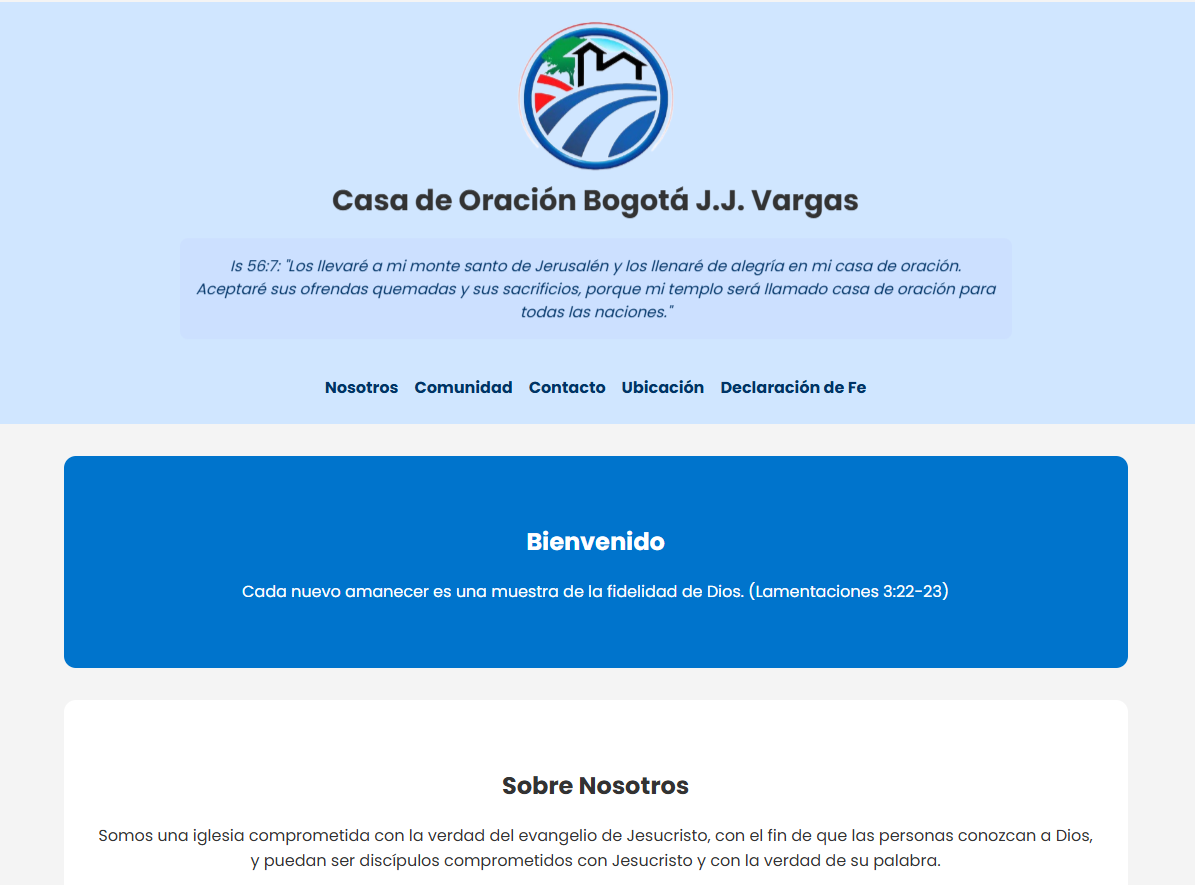 Casa de Oración Bogotá J.J. Vargas
Is 56:7: "Los llevaré a mi monte santo de Jerusalén y los llenaré de alegría en mi casa de oración.
Aceptaré sus ofrendas quemadas y sus sacrificios, porque mi templo será llamado casa de oración para
todas las naciones."
Nosotros Comunidad Contacto Ubicación Declaración de Fe
Bienvenido
Cada nuevo amanecer es una muestra de la fidelidad de Dios. (Lamentaciones 3:22-23)
Sobre Nosotros
Somos una iglesia comprometida con la verdad del evangelio de Jesucristo, con el fin de que las personas conozcan a Dios,
y puedan ser discípulos comprometidos con Jesucristo y con la verdad de su palabra.